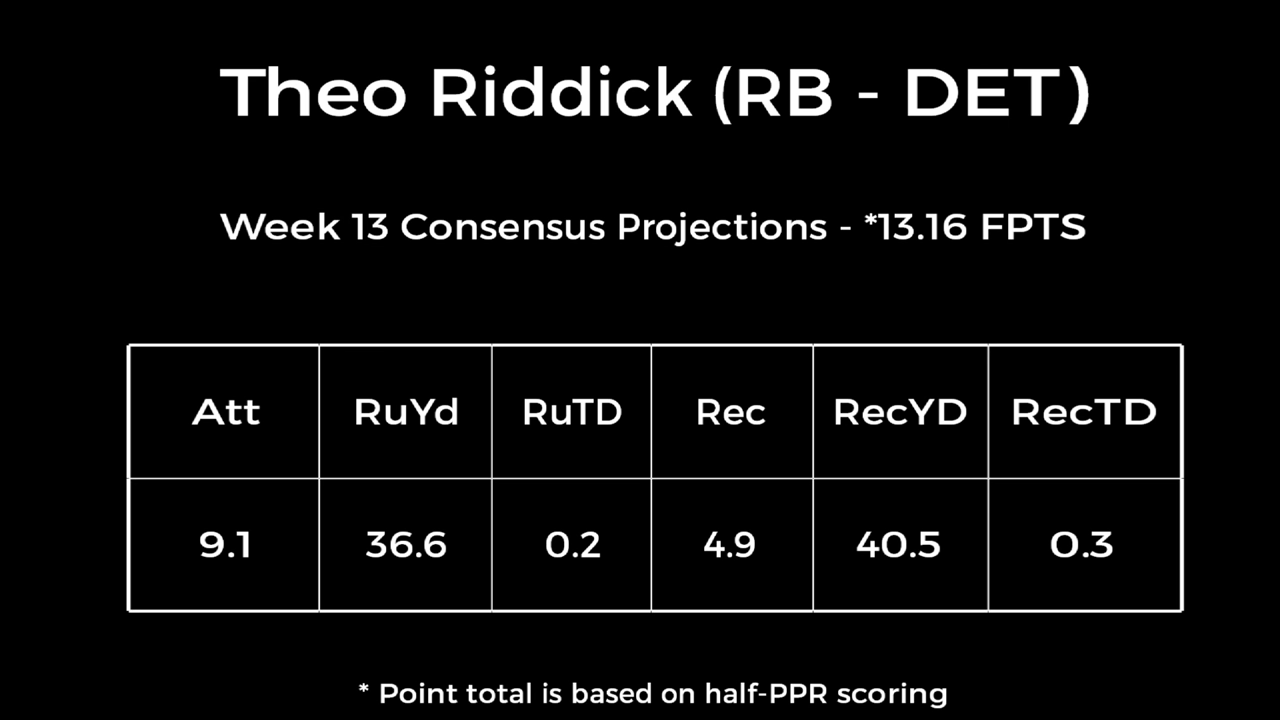 Theo Riddick (RB - DET)
Week 13 Consensus Projections - *13.16 FPTS
Att RuYd RuTD Rec RecYD RecTD
9.1 36.6 0.2 4.9 40.5 0.3
* Point total is based on half-PPR scoring